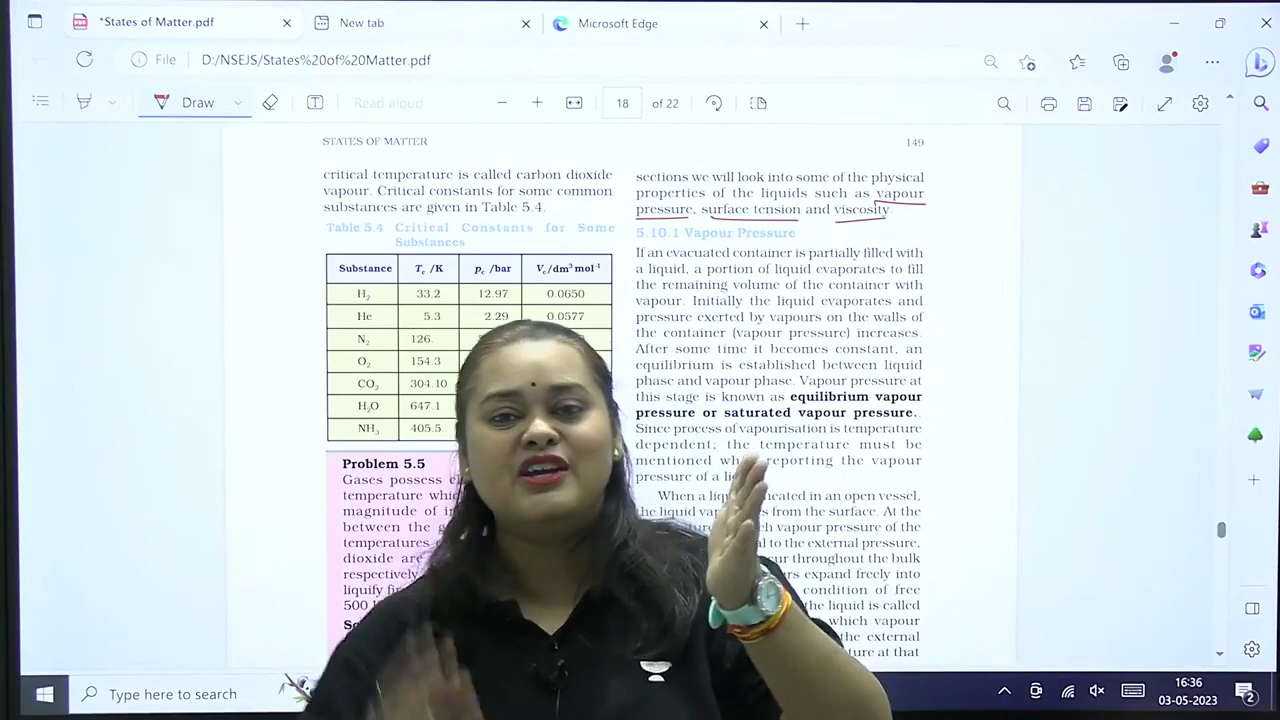 *States of Matter.pdf
New tab
Microsoft Edge
File
D:/NSEJS/States%20of%20Matter.pdf
Draw
Read aloud
18
of 22
STATES OF MATTER
149
critical temperature is called carbon dioxide
vapour. Critical constants for some common
substances are given in Table 5.4.
Table 5.4 Critical Constants for Some
Substances
Substance Tc /K pc /bar Vc/dm³ mol⁻¹
H₂ 33.2 12.97 0.0650
He 5.3 2.29 0.0577
N₂ 126.
O₂ 154.3
CO₂ 304.10
H₂O 647.1
NH₃ 405.5
Problem 5.5
Gases possess
temperature
magnitude of
between the
temperatures
dioxide are
respectively
liquify
500
sections we will look into some of the physical
properties of the liquids such as vapour
pressure, surface tension and viscosity.
5.10.1 Vapour Pressure
If an evacuated container is partially filled with
a liquid, a portion of liquid evaporates to fill
the remaining volume of the container with
vapour. Initially the liquid evaporates and
pressure exerted by vapours on the walls of
the container (vapour pressure) increases.
After some time it becomes constant, an
equilibrium is established between liquid
phase and vapour phase. Vapour pressure at
this stage is known as equilibrium vapour
pressure or saturated vapour pressure..
Since process of vapourisation is temperature
dependent; the temperature must be
mentioned reporting the vapour
pressure of a
When a heated in an open vessel,
the liquid from the surface. At the
vapour pressure of the
to the external pressure,
throughout the bulk
expand freely into
condition of free
the liquid is called
which vapour
the external
at that
Type here to search
16:36
03-05-2023
2